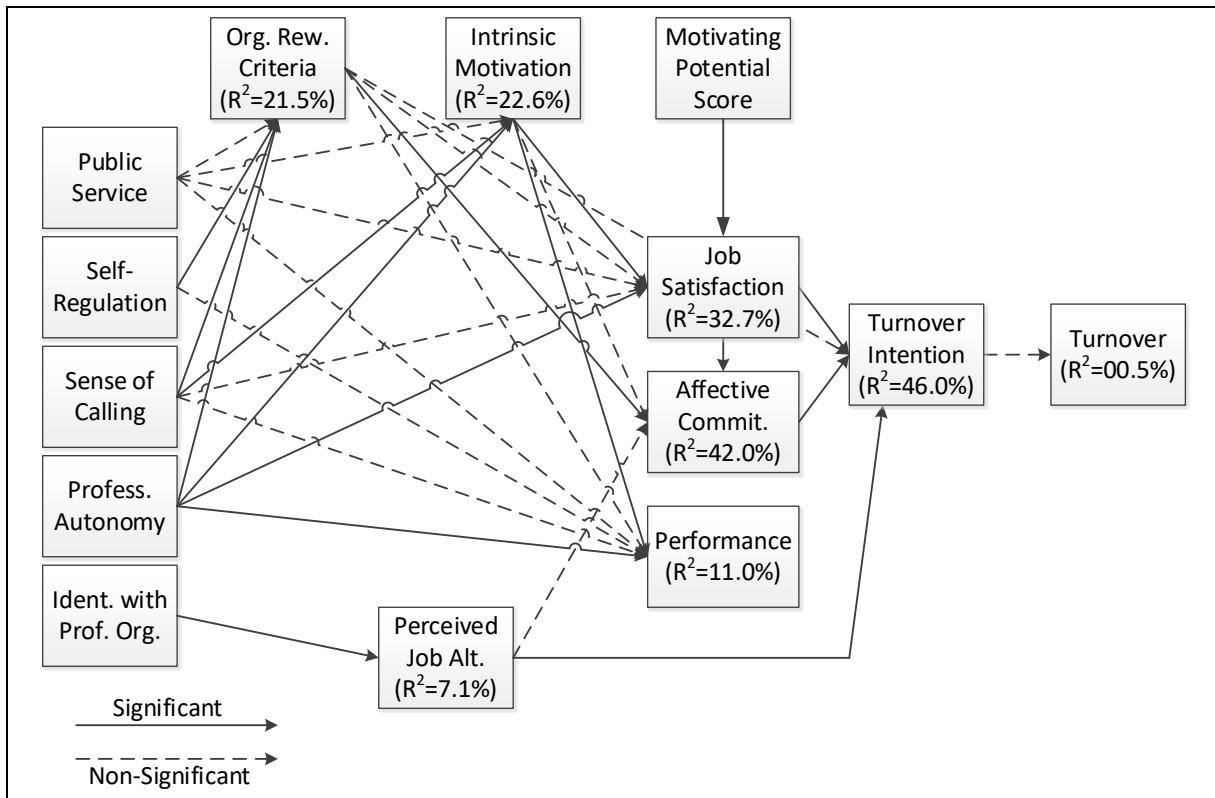 Org. Rew.
Criteria
(R²=21.5%)
Intrinsic
Motivation
(R²=22.6%)
Motivating
Potential
Score
Public
Service
Self-
Regulation
Sense of
Calling
Profess.
Autonomy
Ident. with
Prof. Org.
Job
Satisfaction
(R²=32.7%)
Affective
Commit.
(R²=42.0%)
Performance
(R²=11.0%)
Perceived
Job Alt.
(R²=7.1%)
Turnover
Intention
(R²=46.0%)
Turnover
(R²=00.5%)
Significant
Non-Significant